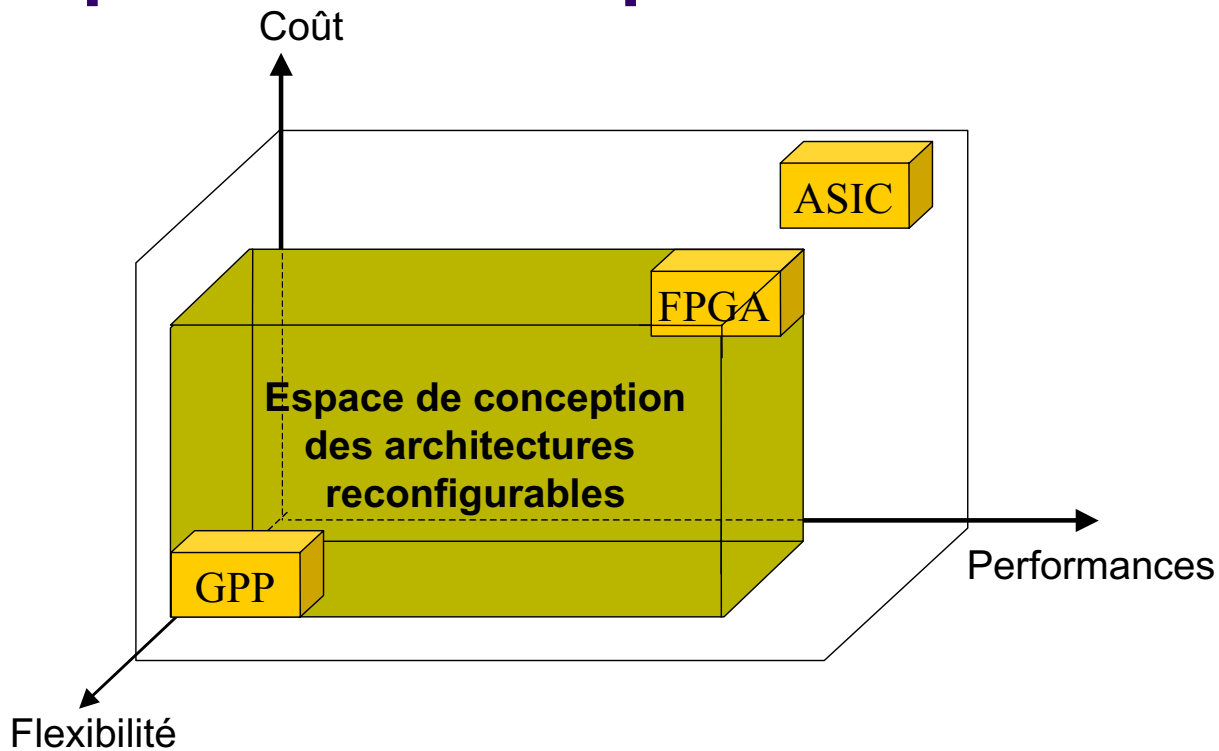 Coût
ASIC
FPGA
Espace de conception
des architectures
reconfigurables
GPP
Performances
Flexibilité